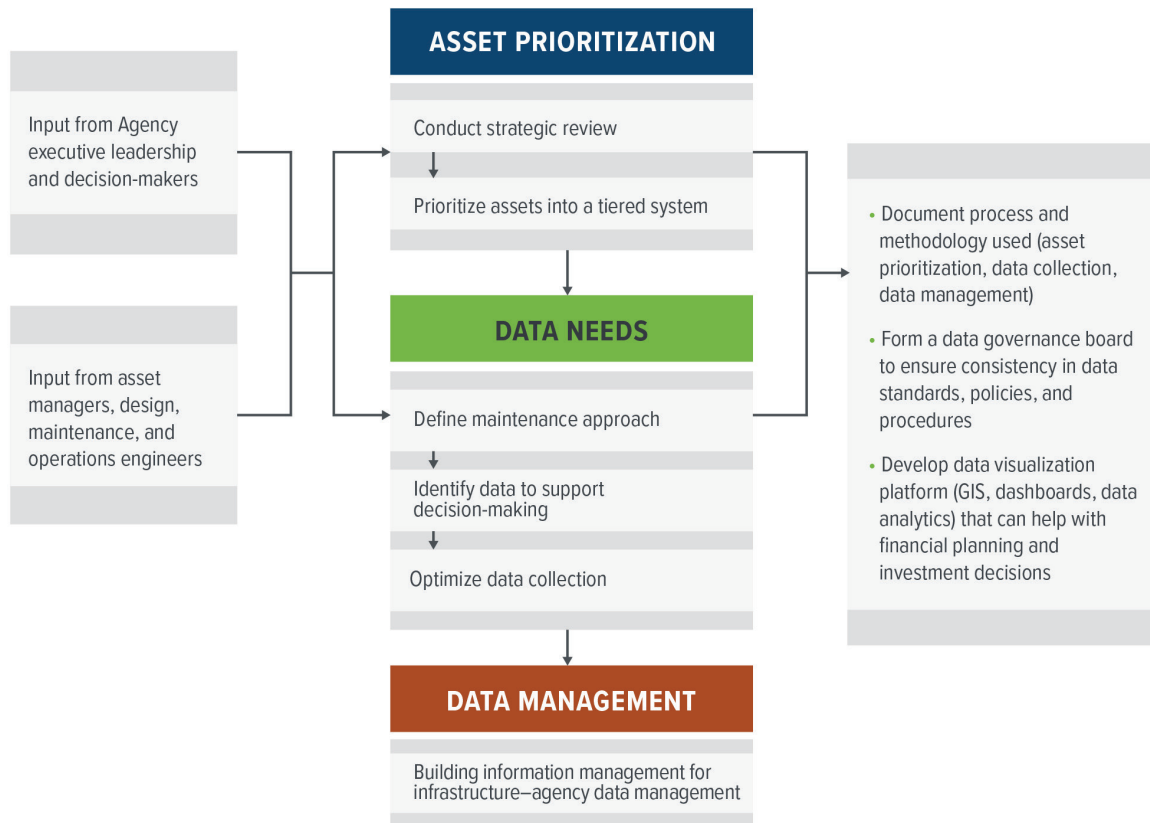 Input from Agency
executive leadership
and decision-makers
Input from asset
managers, design,
maintenance, and
operations engineers
ASSET PRIORITIZATION
Conduct strategic review
Prioritize assets into a tiered system
DATA NEEDS
Define maintenance approach
Identify data to support
decision-making
Optimize data collection
DATA MANAGEMENT
Building information management for
infrastructure–agency data management
• Document process and
methodology used (asset
prioritization, data collection,
data management)
• Form a data governance board
to ensure consistency in data
standards, policies, and
procedures
• Develop data visualization
platform (GIS, dashboards, data
analytics) that can help with
financial planning and
investment decisions